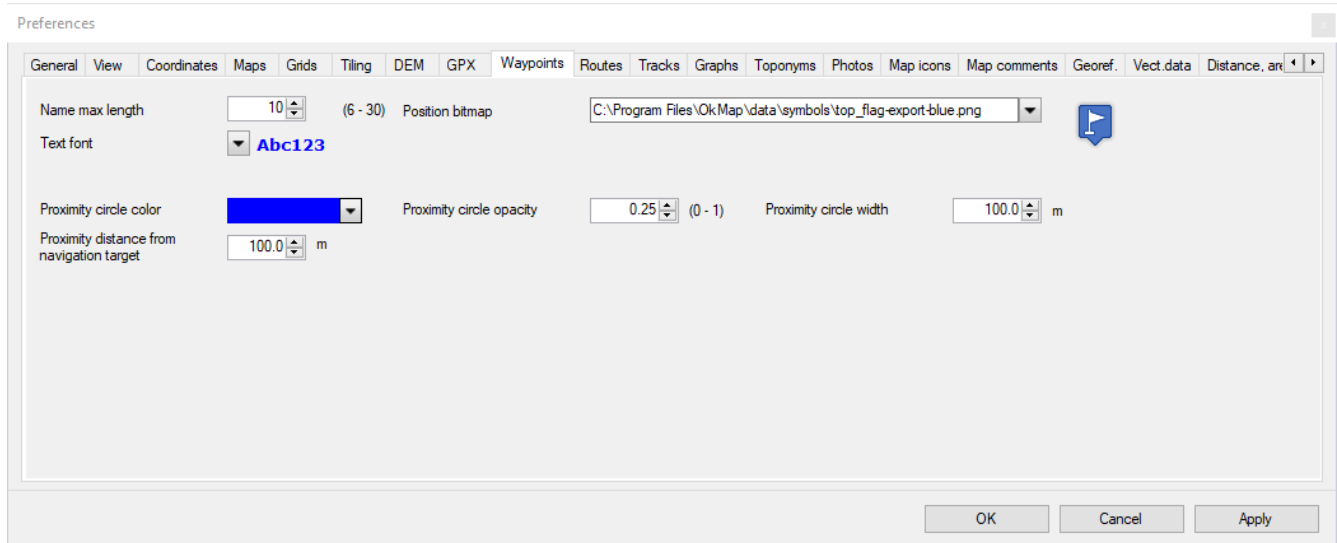 Preferences
General View Coordinates Maps Grids Tiling DEM GPX Waypoints Routes Tracks Graphs Toponyms Photos Map icons Map comments Georef. Vect.data Distance, are
Name max length 10 (6 - 30) Position bitmap C:\Program Files\OkMap\data\symbols\top_flag-export-blue.png
Text font Abc123
Proximity circle color Proximity circle opacity 0.25 (0 - 1) Proximity circle width 100.0 m
Proximity distance from
navigation target 100.0 m
OK Cancel Apply